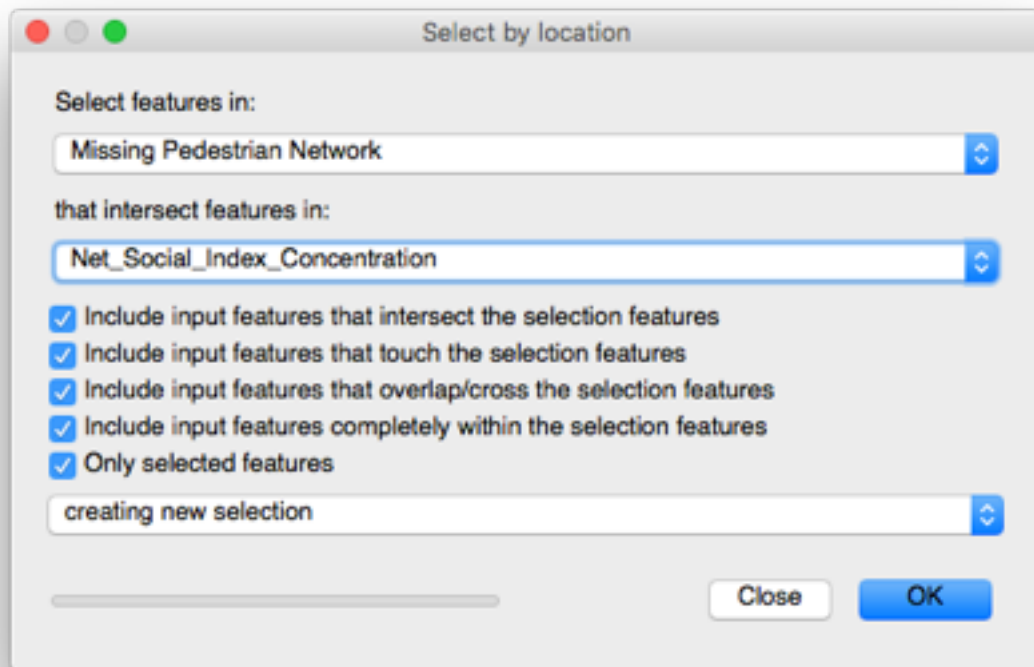 Select by location
Select features in:
Missing Pedestrian Network
that intersect features in:
Net_Social_Index_Concentration
Include input features that intersect the selection features
Include input features that touch the selection features
Include input features that overlap/cross the selection features
Include input features completely within the selection features
Only selected features
creating new selection
Close OK